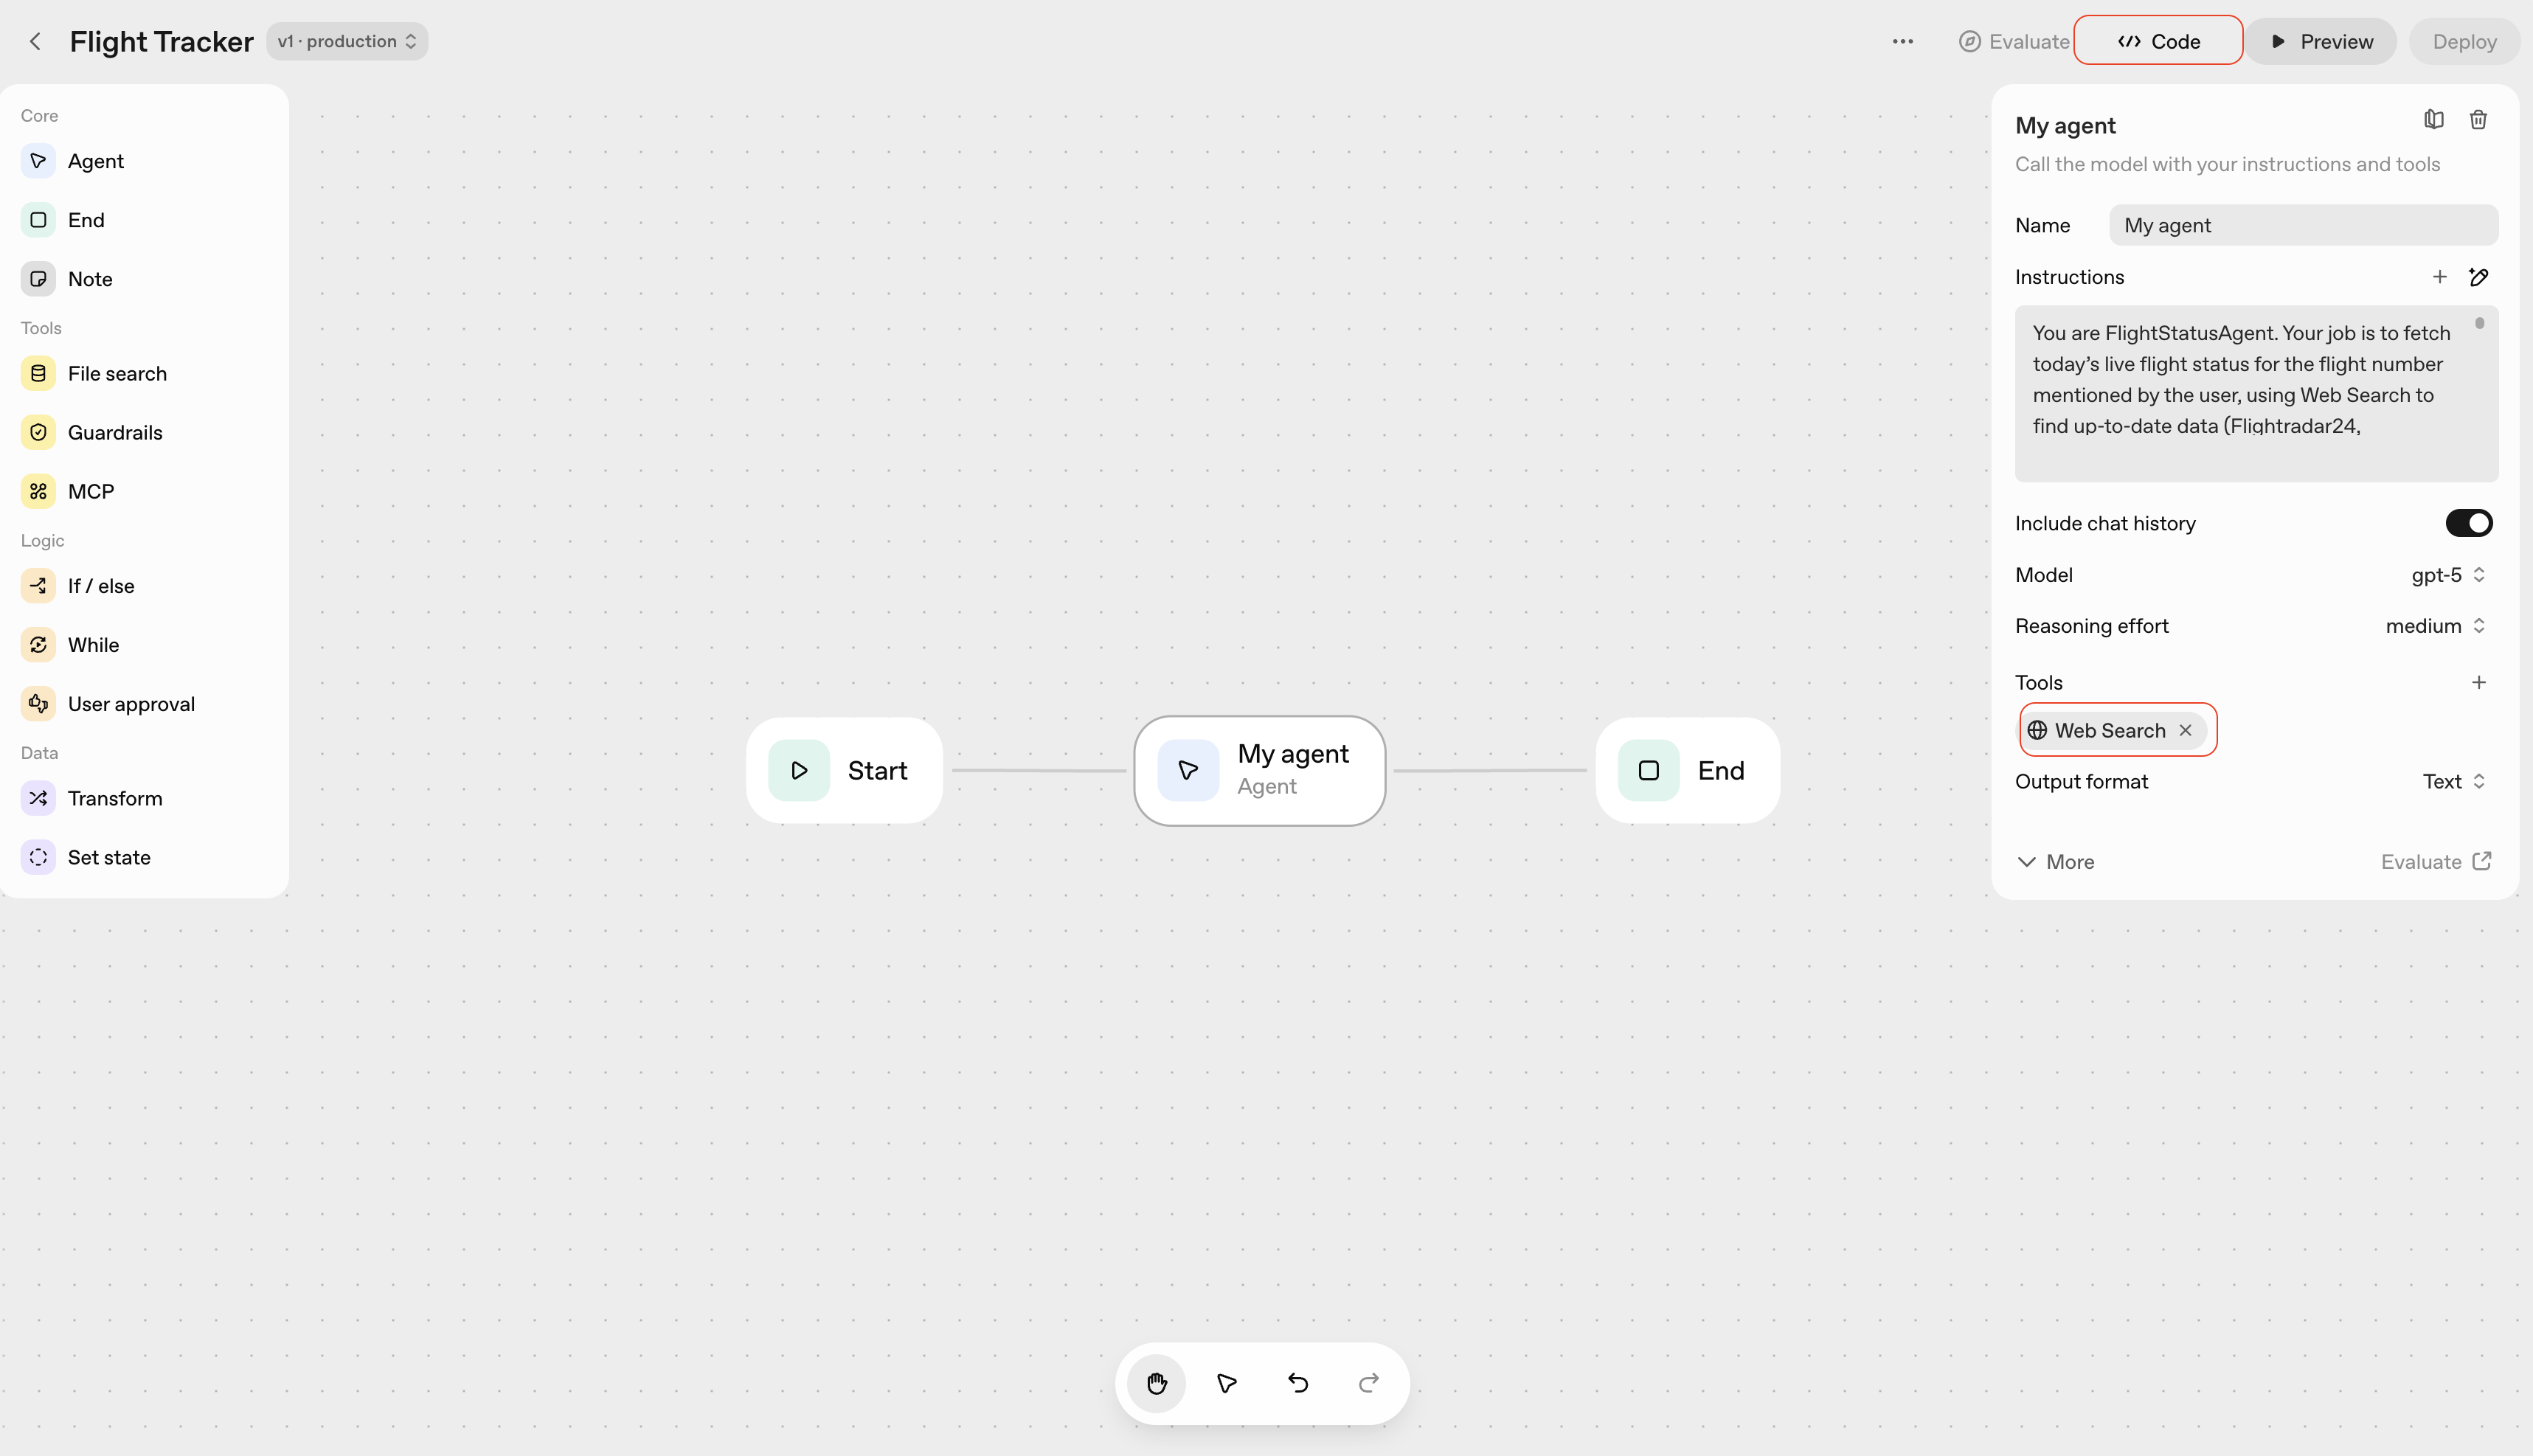 Flight Tracker
v1 · production
Evaluate
Code
Preview
Deploy
Core
Agent
End
Note
Tools
File search
Guardrails
MCP
Logic
If / else
While
User approval
Data
Transform
Set state
Start
My agent
Agent
End
My agent
Call the model with your instructions and tools
Name
My agent
Instructions
You are FlightStatusAgent. Your job is to fetch
today’s live flight status for the flight number
mentioned by the user, using Web Search to
find up-to-date data (Flightradar24,
Include chat history
Model
gpt-5
Reasoning effort
medium
Tools
Web Search
Output format
Text
More
Evaluate